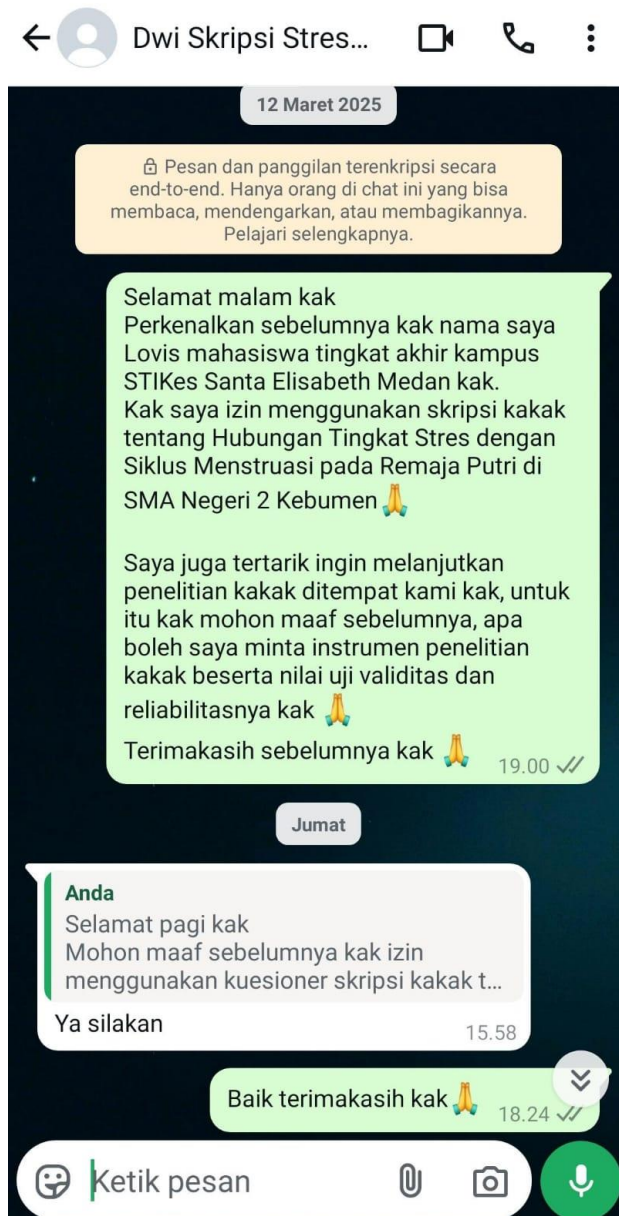 Dwi Skripsi Stres...
12 Maret 2025
Pesan dan panggilan terenkripsi secara
end-to-end. Hanya orang di chat ini yang bisa
membaca, mendengarkan, atau membagikannya.
Pelajari selengkapnya.
Selamat malam kak
Perkenalkan sebelumnya kak nama saya
Lovis mahasiswa tingkat akhir kampus
STIKes Santa Elisabeth Medan kak.
Kak saya izin menggunakan skripsi kakak
tentang Hubungan Tingkat Stres dengan
Siklus Menstruasi pada Remaja Putri di
SMA Negeri 2 Kebumen 🙏
Saya juga tertarik ingin melanjutkan
penelitian kakak ditempat kami kak, untuk
itu kak mohon maaf sebelumnya, apa
boleh saya minta instrumen penelitian
kakak beserta nilai uji validitas dan
reliabilitasnya kak 🙏
Terimakasih sebelumnya kak 🙏 19.00
Jumat
Anda
Selamat pagi kak
Mohon maaf sebelumnya kak izin
menggunakan kuesioner skripsi kakak t...
Ya silakan 15.58
Baik terimakasih kak 🙏 18.24
Ketik pesan